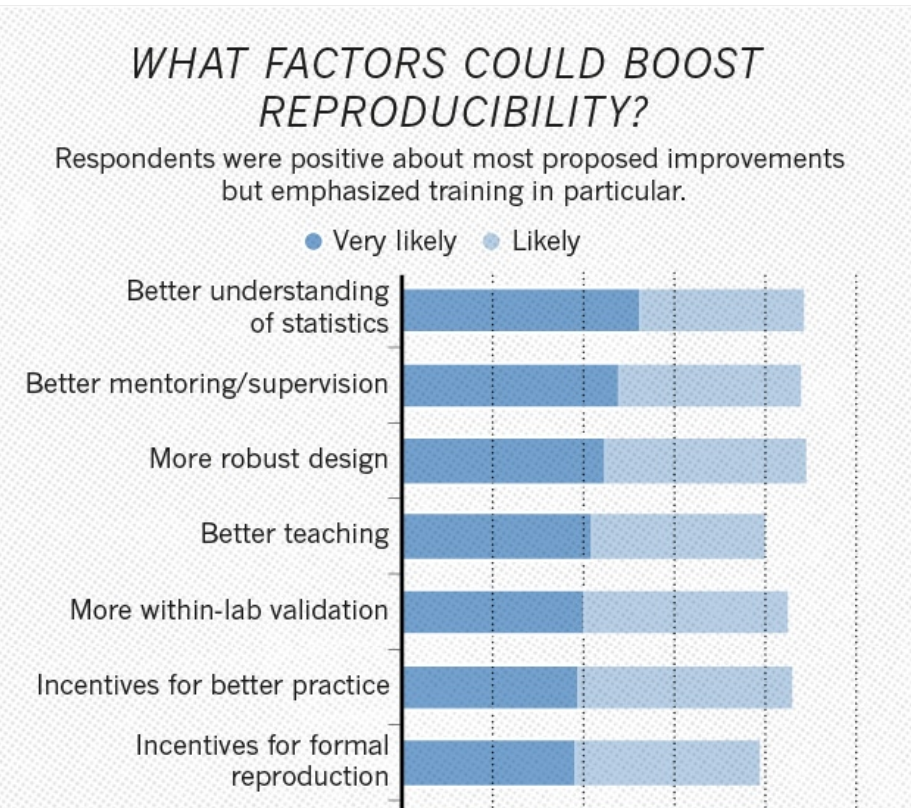 WHAT FACTORS COULD BOOST
REPRODUCIBILITY?
Respondents were positive about most proposed improvements
but emphasized training in particular.
Very likely Likely
Better understanding
of statistics
Better mentoring/supervision
More robust design
Better teaching
More within-lab validation
Incentives for better practice
Incentives for formal
reproduction